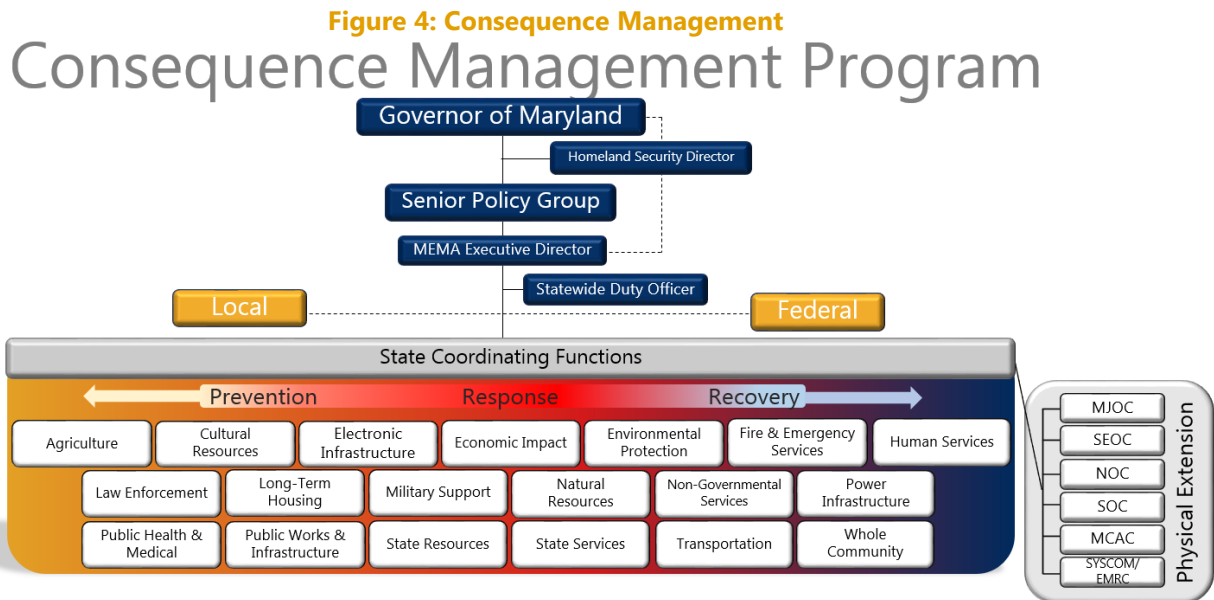 Figure 4: Consequence Management
Consequence Management Program
Governor of Maryland
Homeland Security Director
Senior Policy Group
MEMA Executive Director
Statewide Duty Officer
Local
Federal
State Coordinating Functions
Prevention
Response
Recovery
Agriculture
Cultural
Resources
Electronic
Infrastructure
Economic Impact
Environmental
Protection
Fire & Emergency
Services
Human Services
Law Enforcement
Long-Term
Housing
Military Support
Natural
Resources
Non-Governmental
Services
Power
Infrastructure
Public Health &
Medical
Public Works &
Infrastructure
State Resources
State Services
Transportation
Whole
Community
MJOC
SEOC
NOC
SOC
MCAC
SYSCOM/
EMRC
Physical Extension